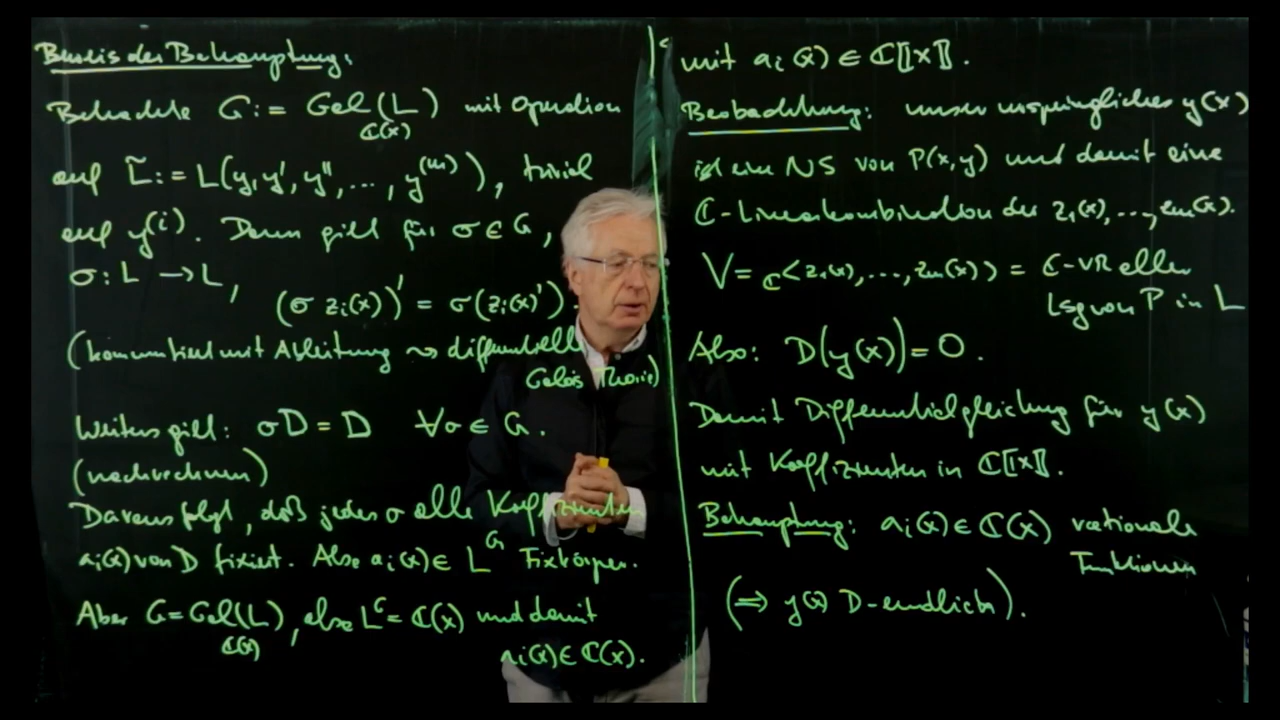 Beweis der Behauptung:
Betrachte G := Gal(L) mit Operation
C(x)
auf L̃ := L(y, y', y'', ..., y^(m)), trivial
auf y^(i). Dann gilt für σ ∈ G,
σ: L → L,
(σ z_i(x))' = σ(z_i(x)').
(kommutiert mit Ableitung ⇝ differentielle
Galois Theorie)
Weiters gilt: σD = D ∀σ ∈ G.
(nachrechnen)
Daraus folgt, daß jedes σ alle Koeffizienten
a_i(x) von D fixiert. Also a_i(x) ∈ L^G Fixkörper.
Aber G = Gal(L), also L^G = ℂ(x) und damit
C(x)
a_i(x) ∈ ℂ(x).
mit a_i(x) ∈ ℂ[[x]].
Beobachtung: unser ursprüngliches y(x)
ist eine NS von P(x,y) und damit eine
ℂ-Linearkombination der z_1(x), ..., z_m(x).
V = _ℂ<z_1(x), ..., z_m(x)> = ℂ-VR aller
Lsg von P in L
Also: D(y(x)) = 0.
Damit Differentialgleichung für y(x)
mit Koeffizienten in ℂ[[x]].
Behauptung: a_i(x) ∈ ℂ(x) rationale
Funktionen
(⇒ y(x) D-endlich).